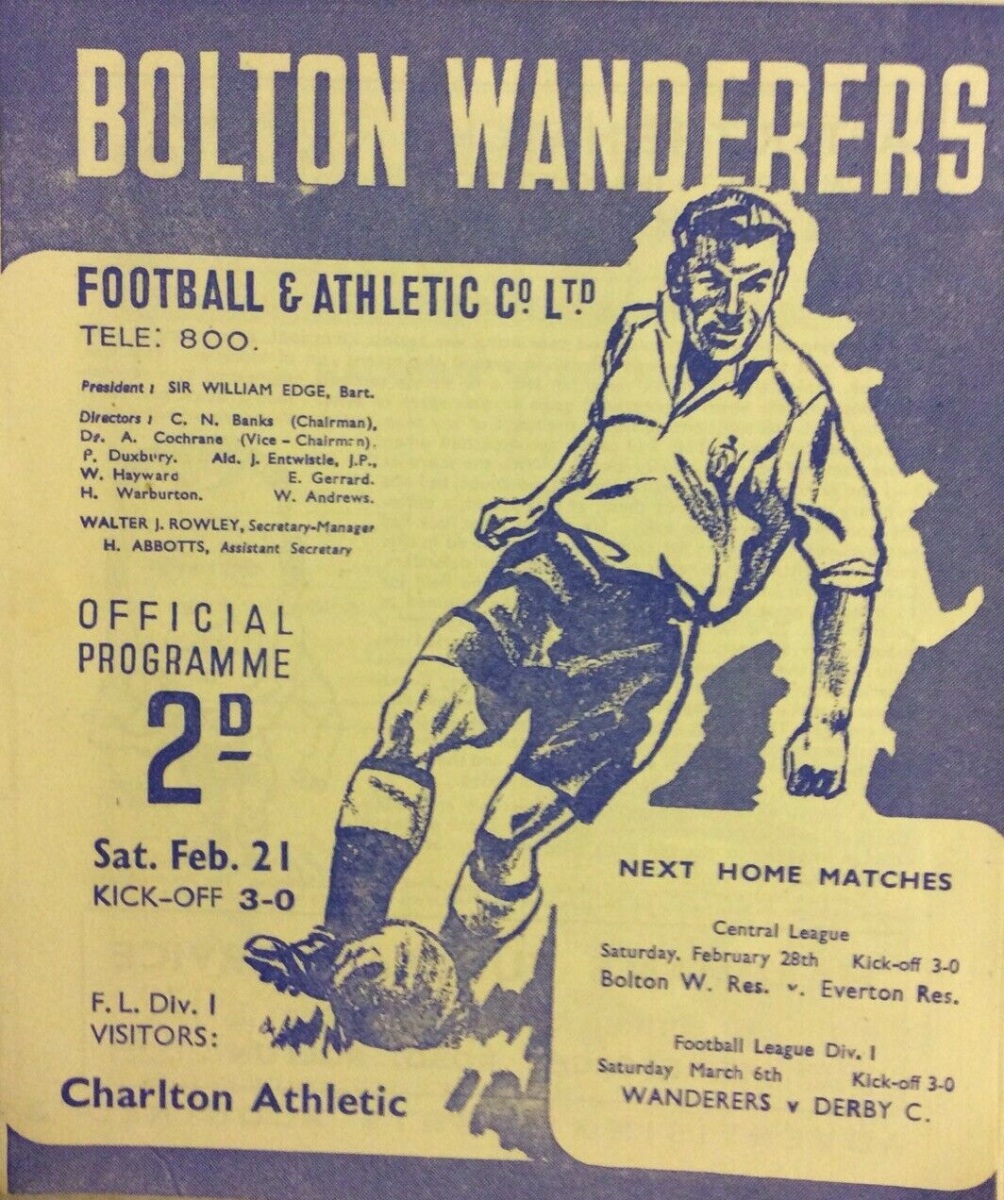 BOLTON WANDERERS
FOOTBALL & ATHLETIC Cº LTD
TELE: 800.
President : SIR WILLIAM EDGE, Bart.
Directors : C. N. Banks (Chairman),
Dr. A. Cochrane (Vice-Chairman).
P. Duxbury. Ald. J. Entwistle, J.P.,
W. Hayward E. Gerrard.
H. Warburton. W. Andrews.
WALTER J. ROWLEY, Secretary-Manager
H. ABBOTTS, Assistant Secretary
OFFICIAL
PROGRAMME
2D
Sat. Feb. 21
KICK-OFF 3-0
F. L. Div. I
VISITORS:
Charlton Athletic
NEXT HOME MATCHES
Central League
Saturday, February 28th Kick-off 3-0
Bolton W. Res. v. Everton Res.
Football League Div. I
Saturday March 6th Kick-off 3-0
WANDERERS v DERBY C.